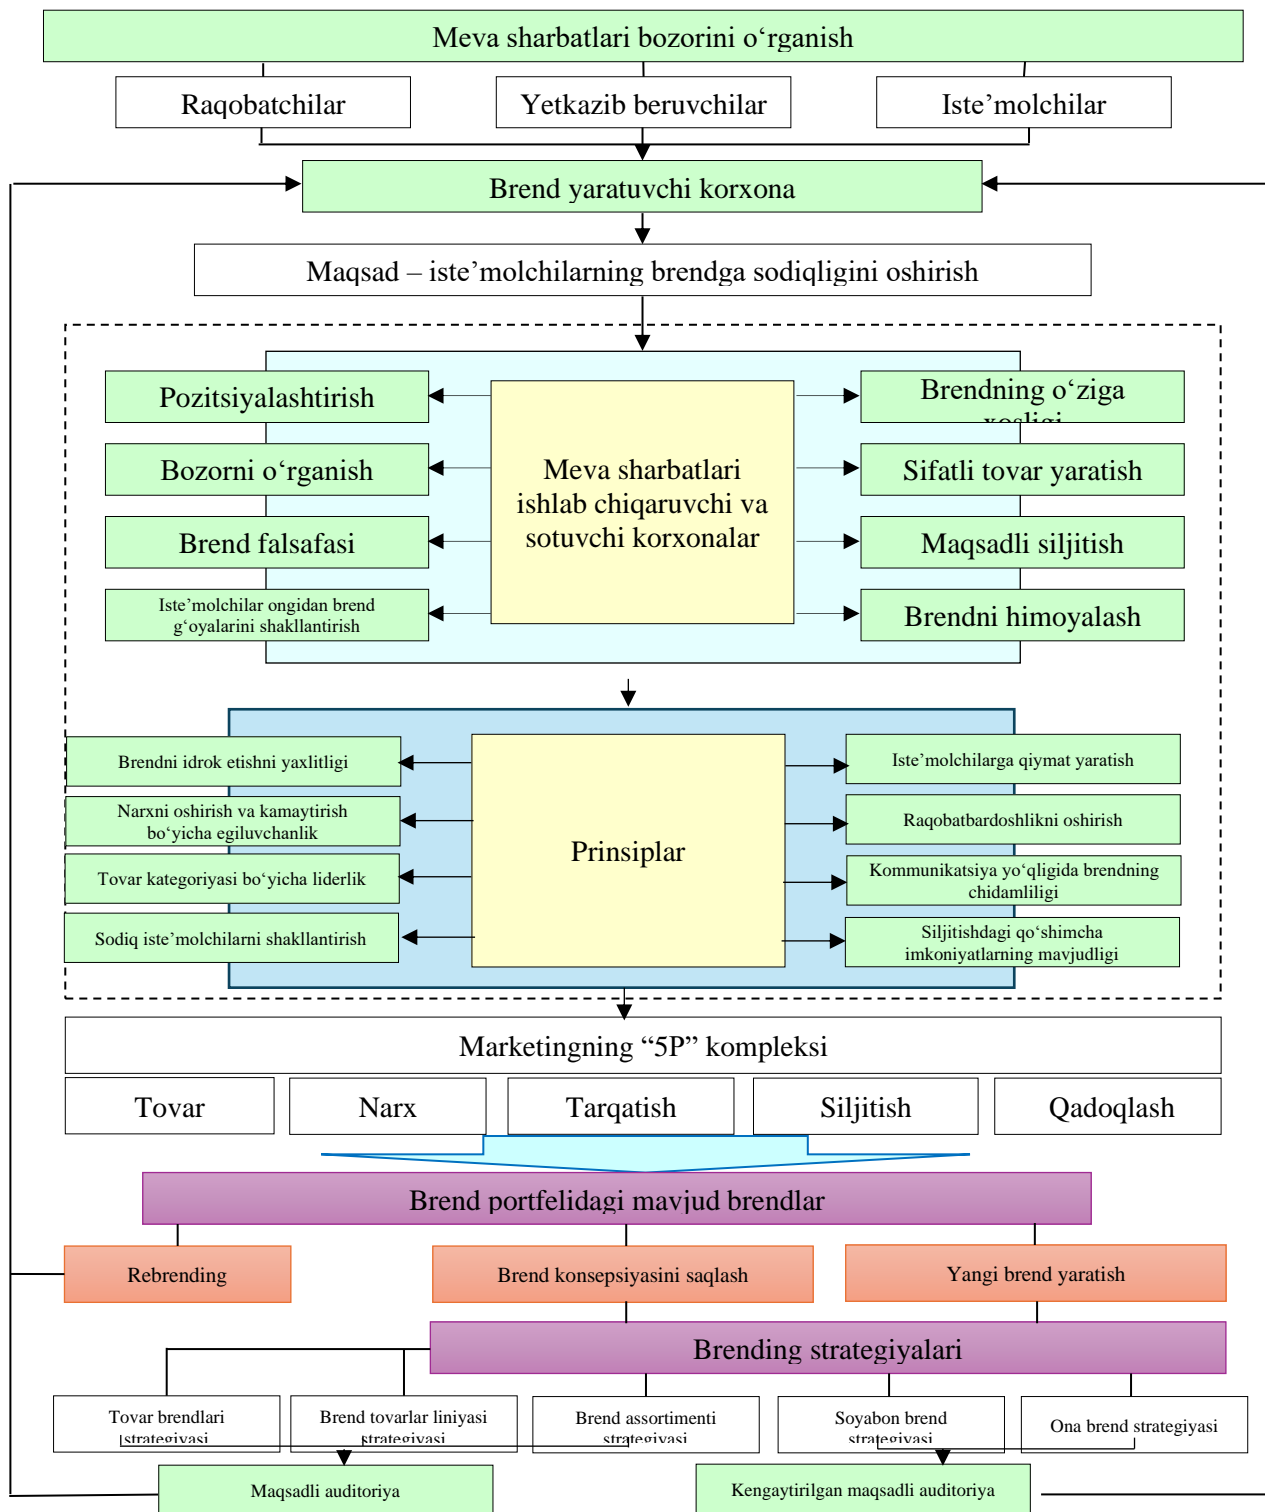 Meva sharbatlari bozorini o‘rganish
Raqobatchilar
Yetkazib beruvchilar
Iste’molchilar
Brend yaratuvchi korxona
Maqsad – iste’molchilarning brendga sodiqligini oshirish
Pozitsiyalashtirish
Bozorni o‘rganish
Brend falsafasi
Iste’molchilar ongidan brend
g‘oyalarini shakllantirish
Meva sharbatlari
ishlab chiqaruvchi va
sotuvchi korxonalar
Brendning o‘ziga
xosligi
Sifatli tovar yaratish
Maqsadli siljitish
Brendni himoyalash
Brendni idrok etishni yaxlitligi
Narxni oshirish va kamaytirish
bo‘yicha egiluvchanlik
Tovar kategoriyasi bo‘yicha liderlik
Sodiq iste’molchilarni shakllantirish
Prinsiplar
Iste’molchilarga qiymat yaratish
Raqobatbardoshlikni oshirish
Kommunikatsiya yo‘qligida brendning
chidamliligi
Siljitishdagi qo‘shimcha
imkoniyatlarning mavjudligi
Marketingning “5P” kompleksi
Tovar
Narx
Tarqatish
Siljitish
Qadoqlash
Brend portfelidagi mavjud brendlar
Rebrending
Brend konsepsiyasini saqlash
Yangi brend yaratish
Brending strategiyalari
Tovar brendlari
strategiyasi
Brend tovarlar liniyasi
strategiyasi
Brend assortimenti
strategiyasi
Soyabon brend
strategiyasi
Ona brend strategiyasi
Maqsadli auditoriya
Kengaytirilgan maqsadli auditoriya